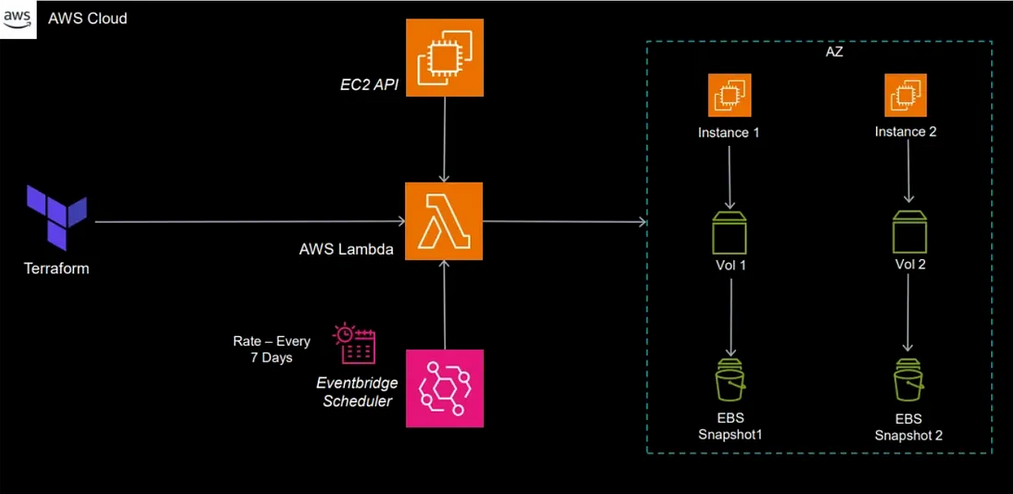 aws
AWS Cloud
EC2 API
Terraform
AWS Lambda
Rate – Every
7 Days
Eventbridge
Scheduler
AZ
Instance 1
Instance 2
Vol 1
Vol 2
EBS
Snapshot1
EBS
Snapshot 2